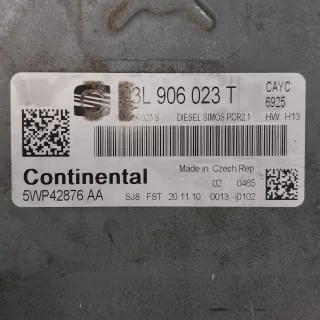 3L 906 023 T
CAYC
6925
023 S DIESEL SIMOS PCR2.1 HW H13
Continental
Made in Czech Rep
02 0465
5WP42876 AA
SJ8 FST 20 11 10 0013 0102